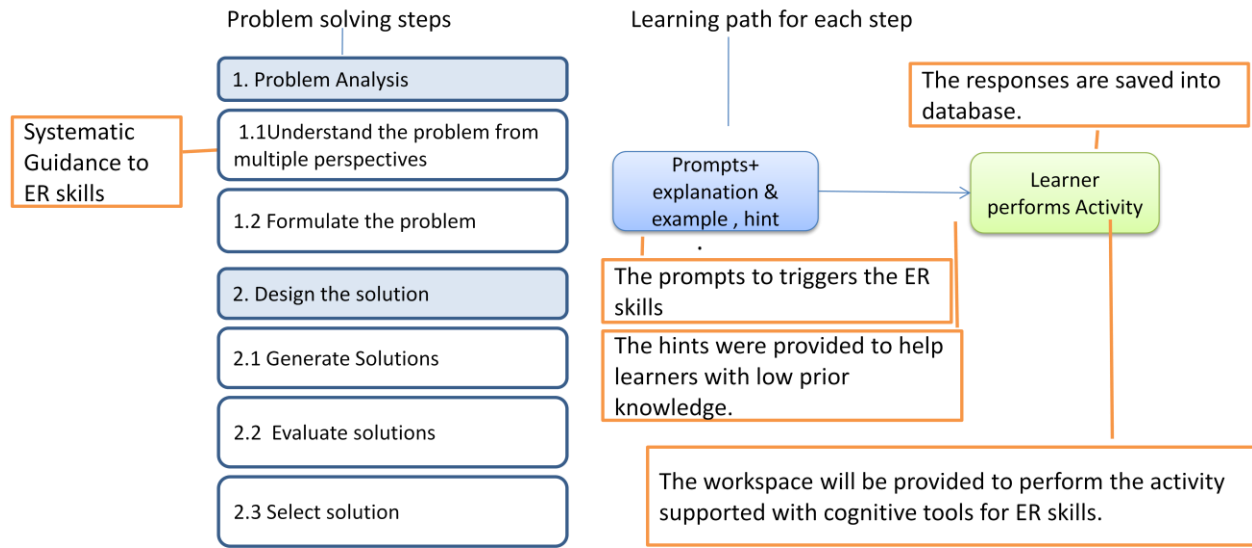 Problem solving steps
1. Problem Analysis
Systematic
Guidance to
ER skills
1.1Understand the problem from
multiple perspectives
1.2 Formulate the problem
2. Design the solution
2.1 Generate Solutions
2.2 Evaluate solutions
2.3 Select solution
Learning path for each step
Prompts+
explanation &
example , hint
.
The prompts to triggers the ER
skills
The hints were provided to help
learners with low prior
knowledge.
The responses are saved into
database.
Learner
performs Activity
The workspace will be provided to perform the activity
supported with cognitive tools for ER skills.